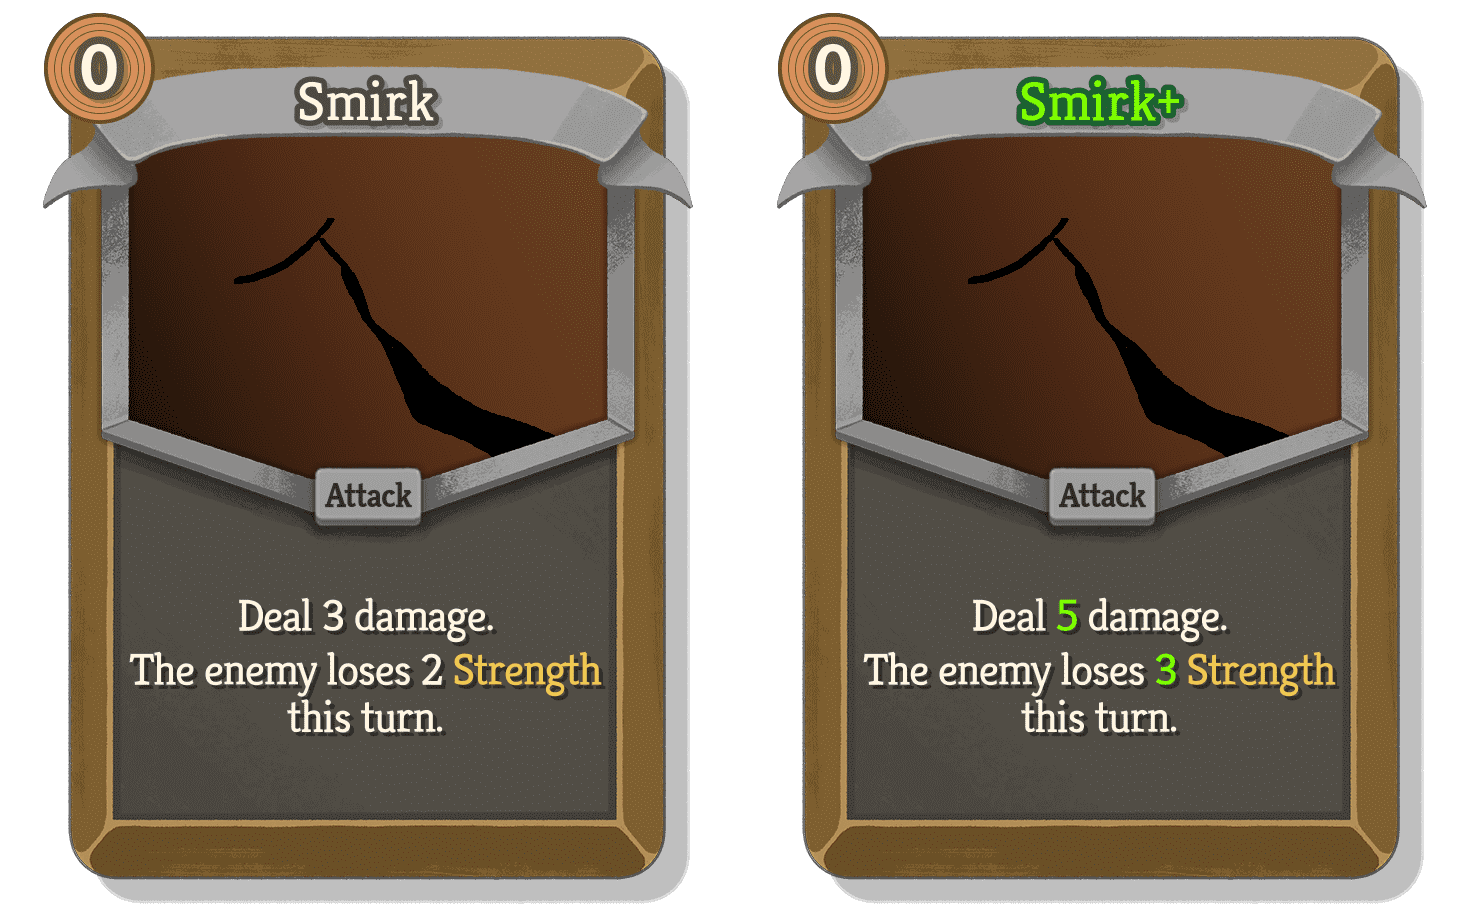 0
Smirk
Attack
Deal 3 damage.
The enemy loses 2 Strength
this turn.
0
Smirk+
Attack
Deal 5 damage.
The enemy loses 3 Strength
this turn.